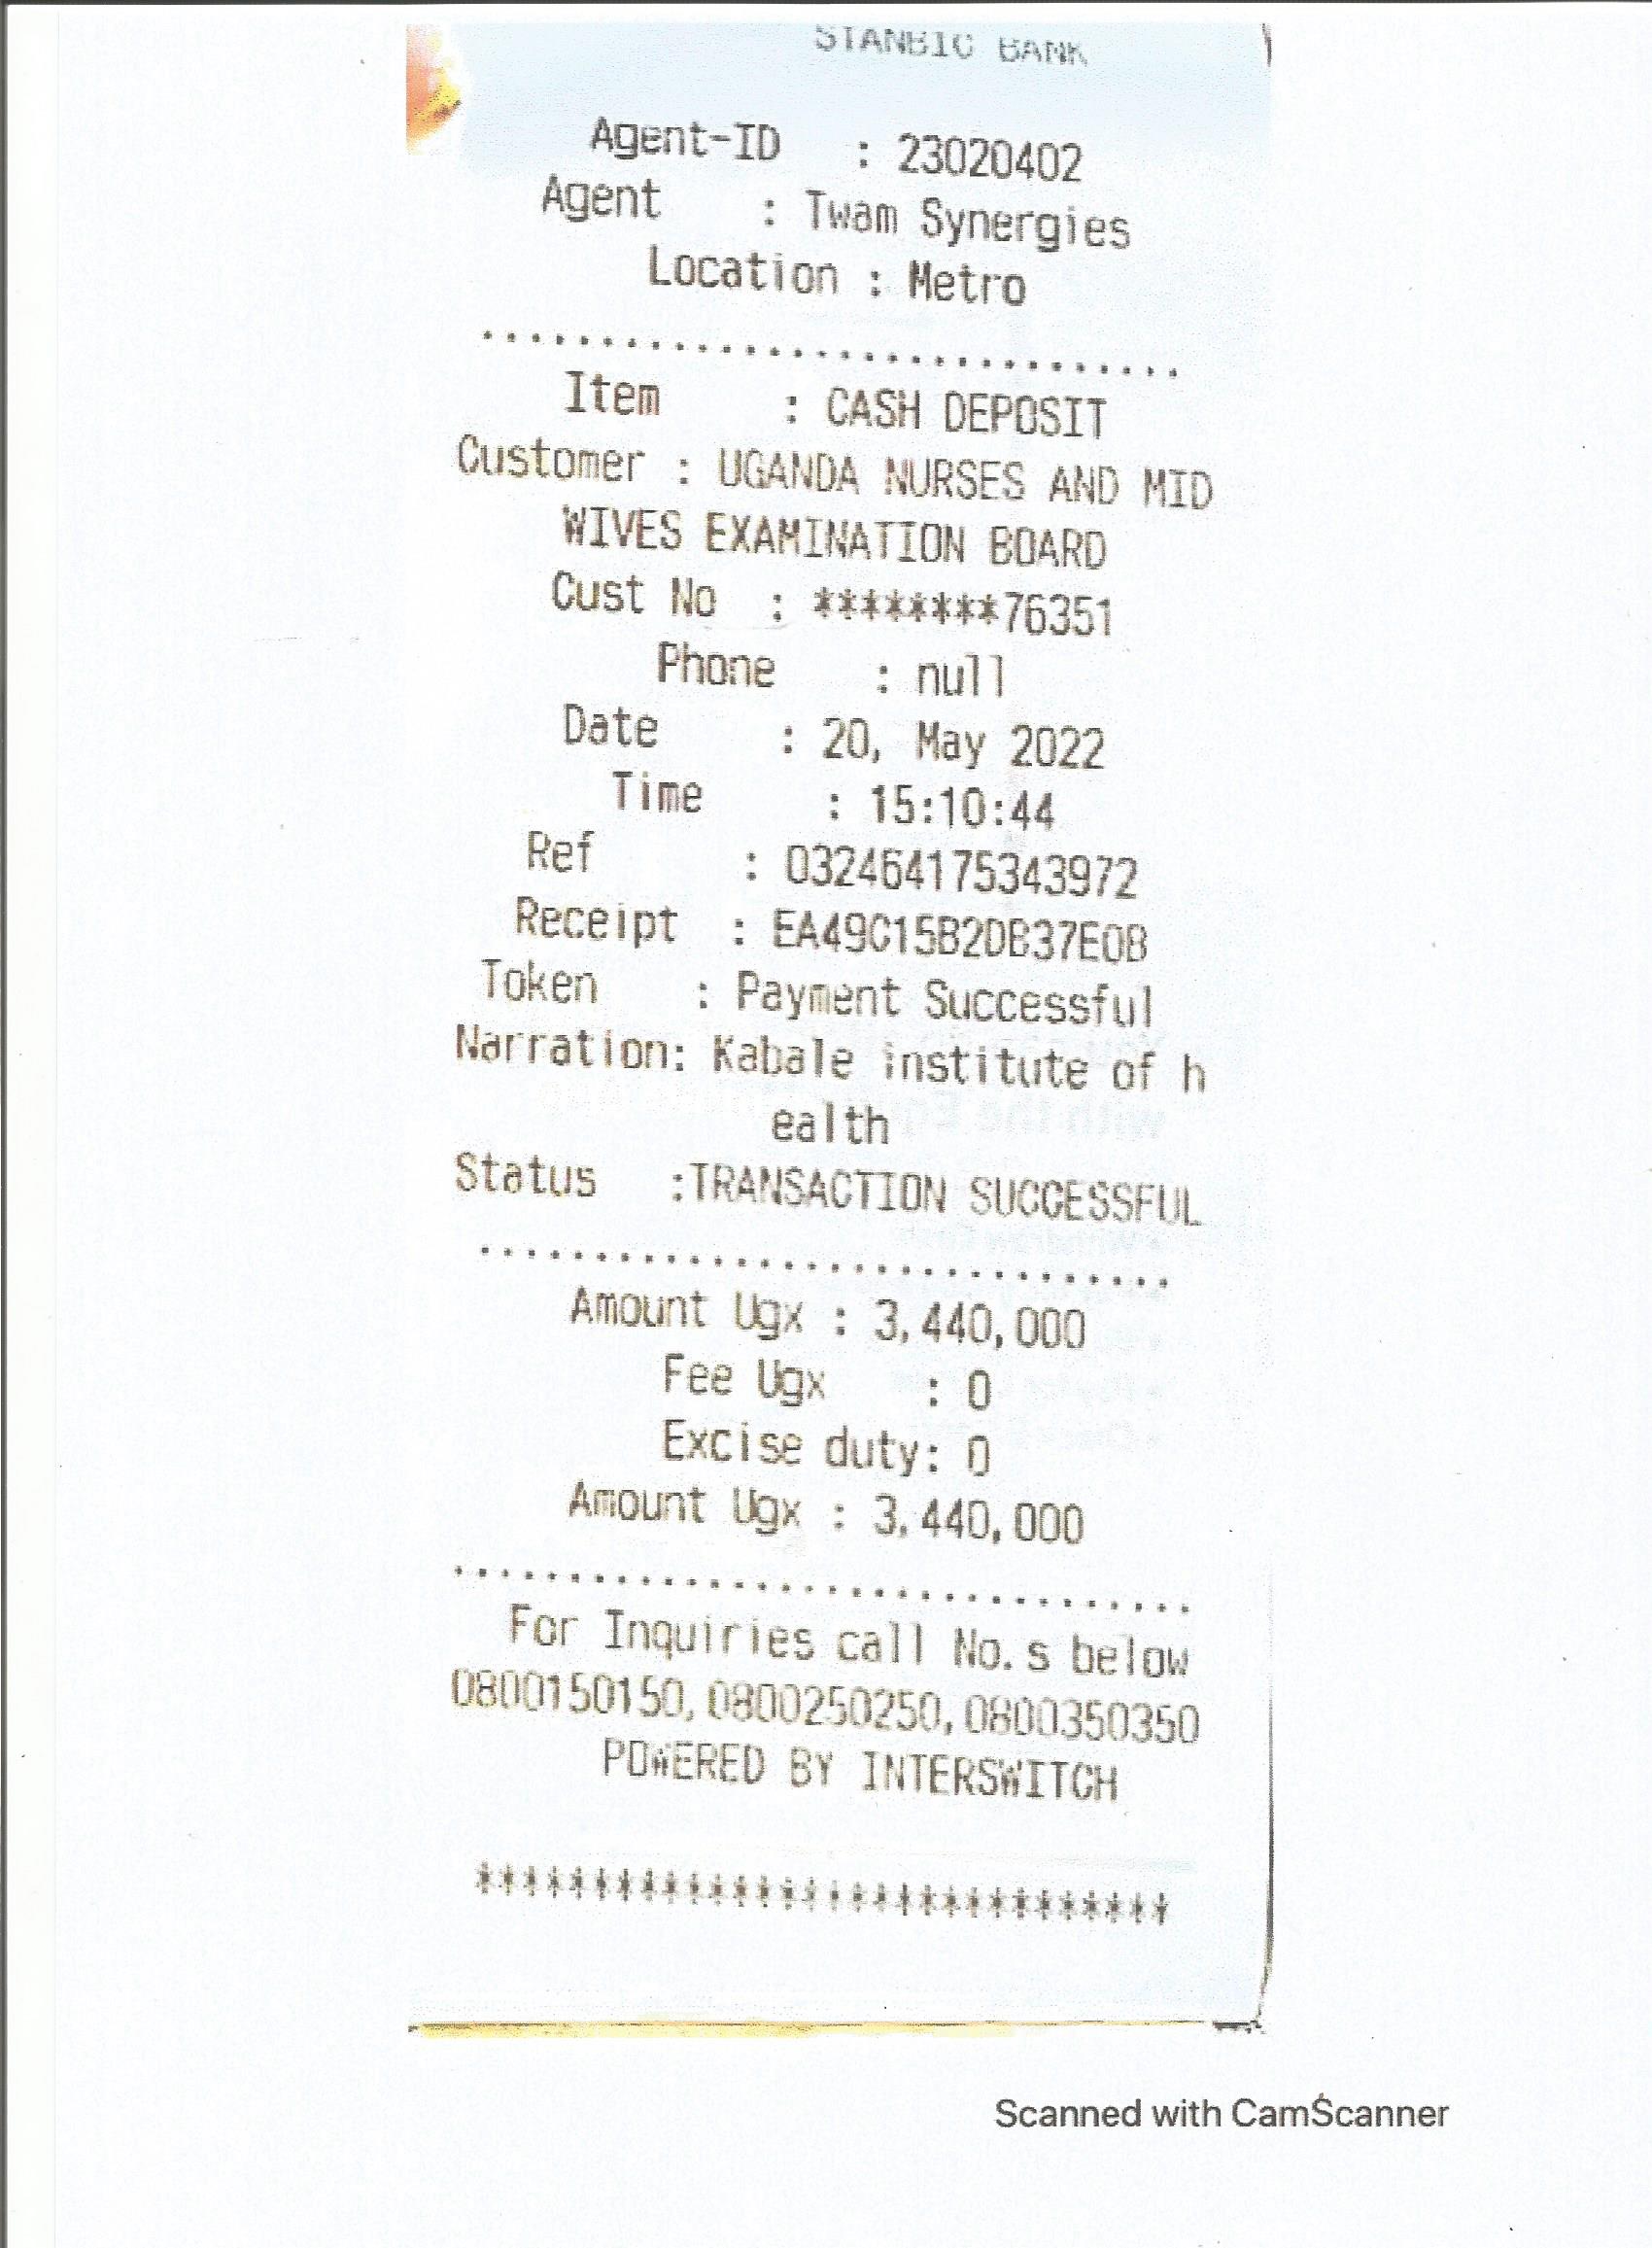 STANBIC BANK
Agent-ID : 23020402
Agent : Twam Synergies
Location : Metro
..............................
Item : CASH DEPOSIT
Customer : UGANDA NURSES AND MID
WIVES EXAMINATION BOARD
Cust No : ********76351
Phone : null
Date : 20, May 2022
Time : 15:10:44
Ref : 032464175343972
Receipt : EA49C15B2DB37E0B
Token : Payment Successful
Narration: Kabale institute of h
ealth
Status :TRANSACTION SUCCESSFUL
..............................
Amount Ugx : 3,440,000
Fee Ugx : 0
Excise duty: 0
Amount Ugx : 3,440,000
................................
For Inquiries call No.s below
0800150150, 0800250250, 0800350350
POWERED BY INTERSWITCH
******************************
Scanned with CamScanner